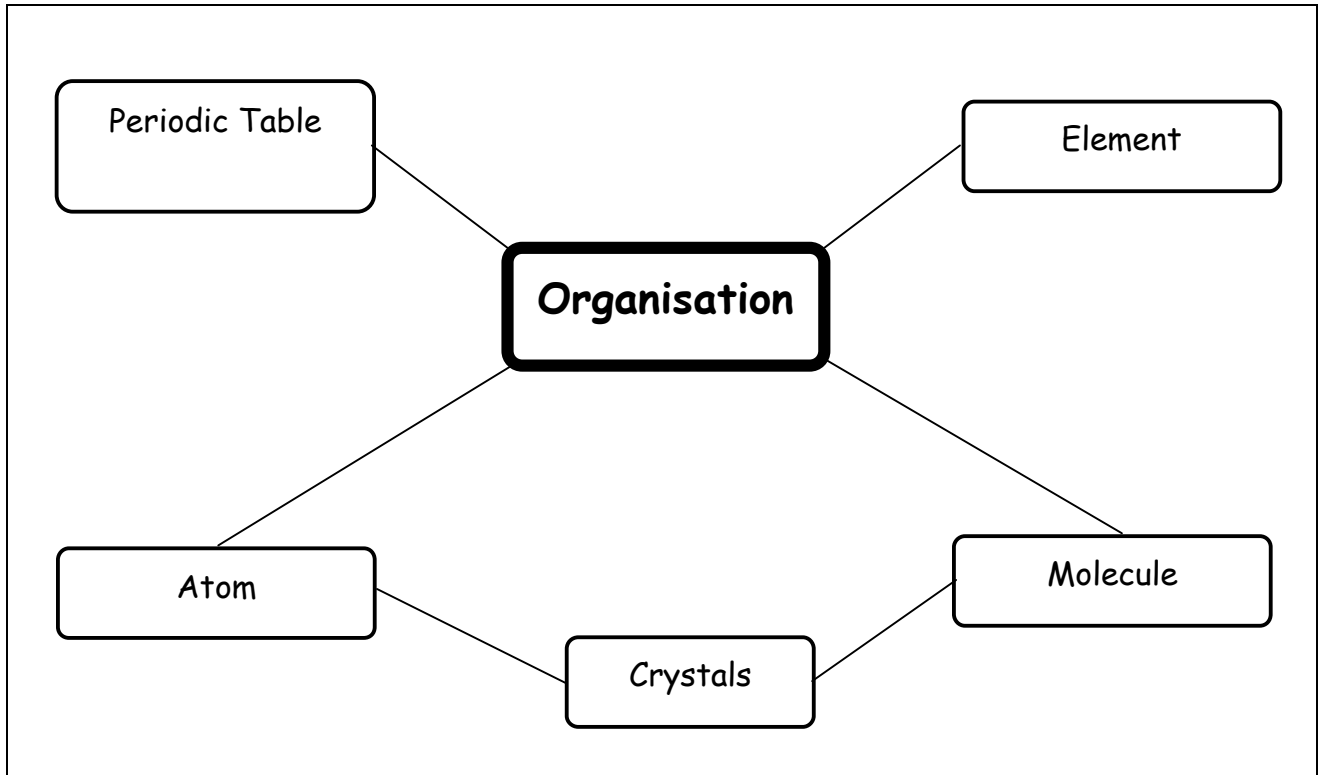 Periodic Table
Element
Organisation
Atom
Molecule
Crystals